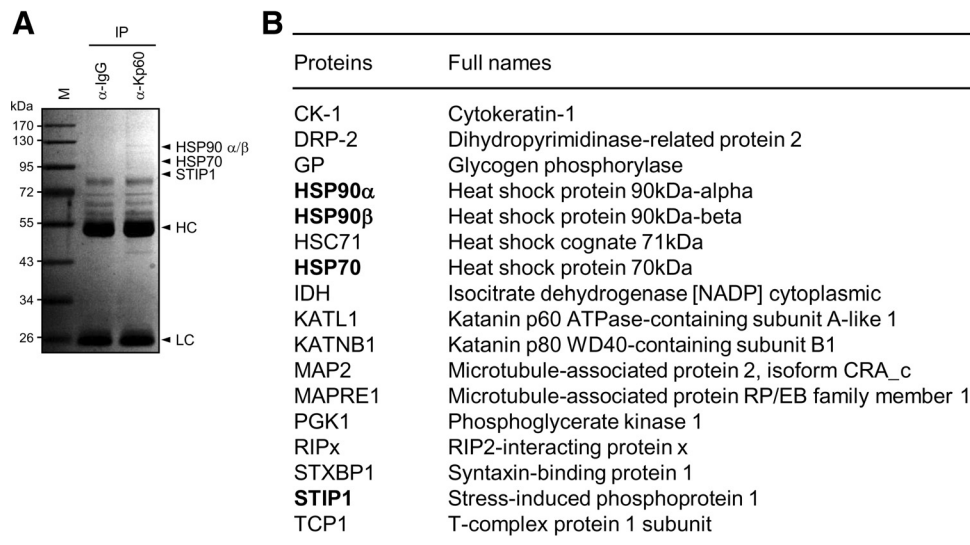 A
IP
M
α-IgG
α-Kp60
kDa
170
130
95
72
55
43
34
26
HSP90 α/β
HSP70
STIP1
HC
LC
B
Proteins Full names
CK-1 Cytokeratin-1
DRP-2 Dihydropyrimidinase-related protein 2
GP Glycogen phosphorylase
HSP90α Heat shock protein 90kDa-alpha
HSP90β Heat shock protein 90kDa-beta
HSC71 Heat shock cognate 71kDa
HSP70 Heat shock protein 70kDa
IDH Isocitrate dehydrogenase [NADP] cytoplasmic
KATL1 Katanin p60 ATPase-containing subunit A-like 1
KATNB1 Katanin p80 WD40-containing subunit B1
MAP2 Microtubule-associated protein 2, isoform CRA_c
MAPRE1 Microtubule-associated protein RP/EB family member 1
PGK1 Phosphoglycerate kinase 1
RIPx RIP2-interacting protein x
STXBP1 Syntaxin-binding protein 1
STIP1 Stress-induced phosphoprotein 1
TCP1 T-complex protein 1 subunit